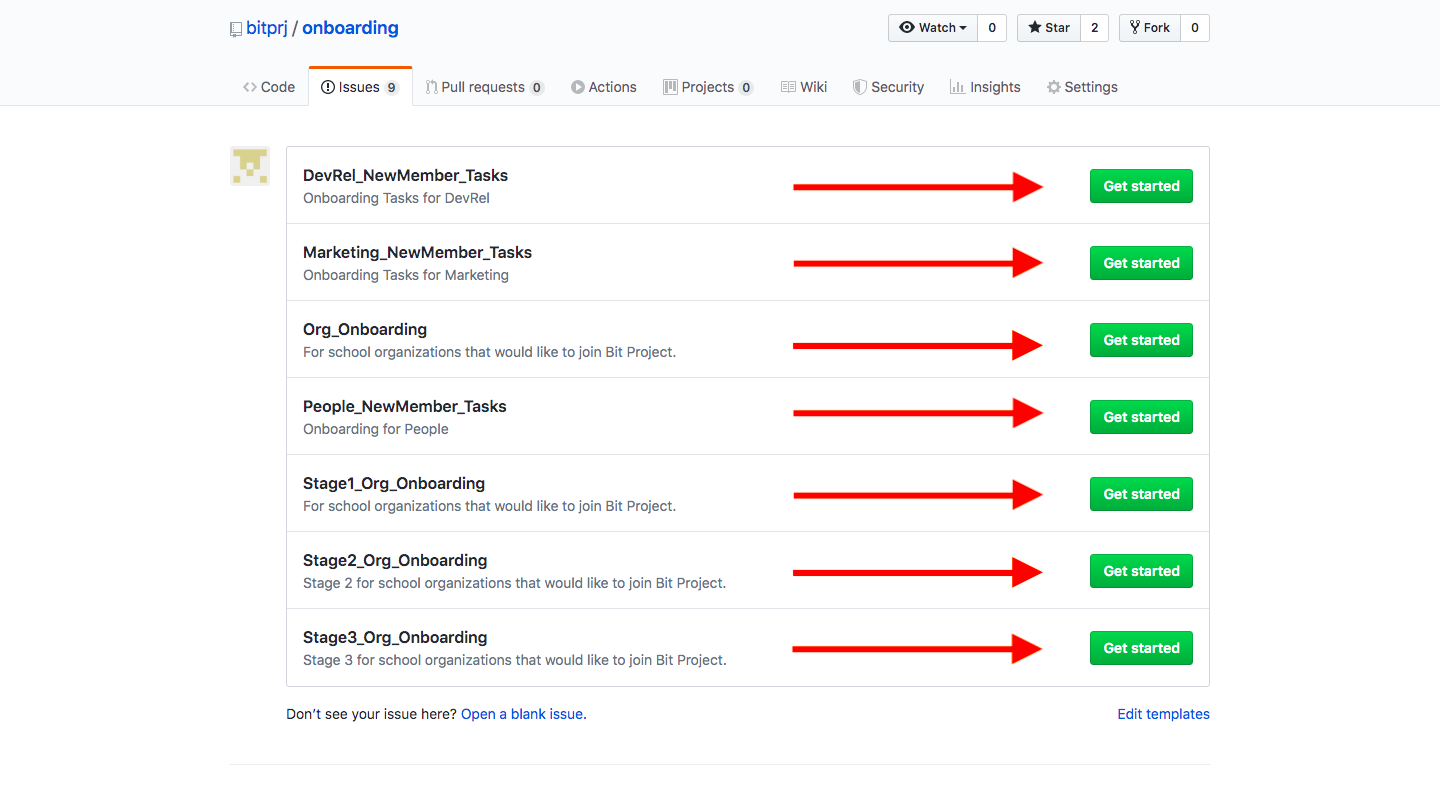 bitprj / onboarding
Watch 0 Star 2 Fork 0
Code Issues 9 Pull requests 0 Actions Projects 0 Wiki Security Insights Settings
DevRel_NewMember_Tasks
Onboarding Tasks for DevRel
Get started
Marketing_NewMember_Tasks
Onboarding Tasks for Marketing
Get started
Org_Onboarding
For school organizations that would like to join Bit Project.
Get started
People_NewMember_Tasks
Onboarding for People
Get started
Stage1_Org_Onboarding
For school organizations that would like to join Bit Project.
Get started
Stage2_Org_Onboarding
Stage 2 for school organizations that would like to join Bit Project.
Get started
Stage3_Org_Onboarding
Stage 3 for school organizations that would like to join Bit Project.
Get started
Don’t see your issue here? Open a blank issue. Edit templates